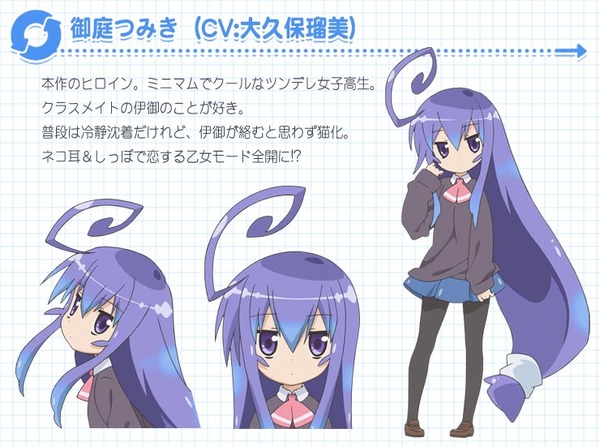 御庭つみき (CV:大久保瑠美)
本作のヒロイン。ミニマムでクールなツンデレ女子高生。
クラスメイトの伊御のことが好き。
普段は冷静沈着だけれど、伊御が絡むと思わず猫化。
ネコ耳&しっぽで恋する乙女モード全開に!?